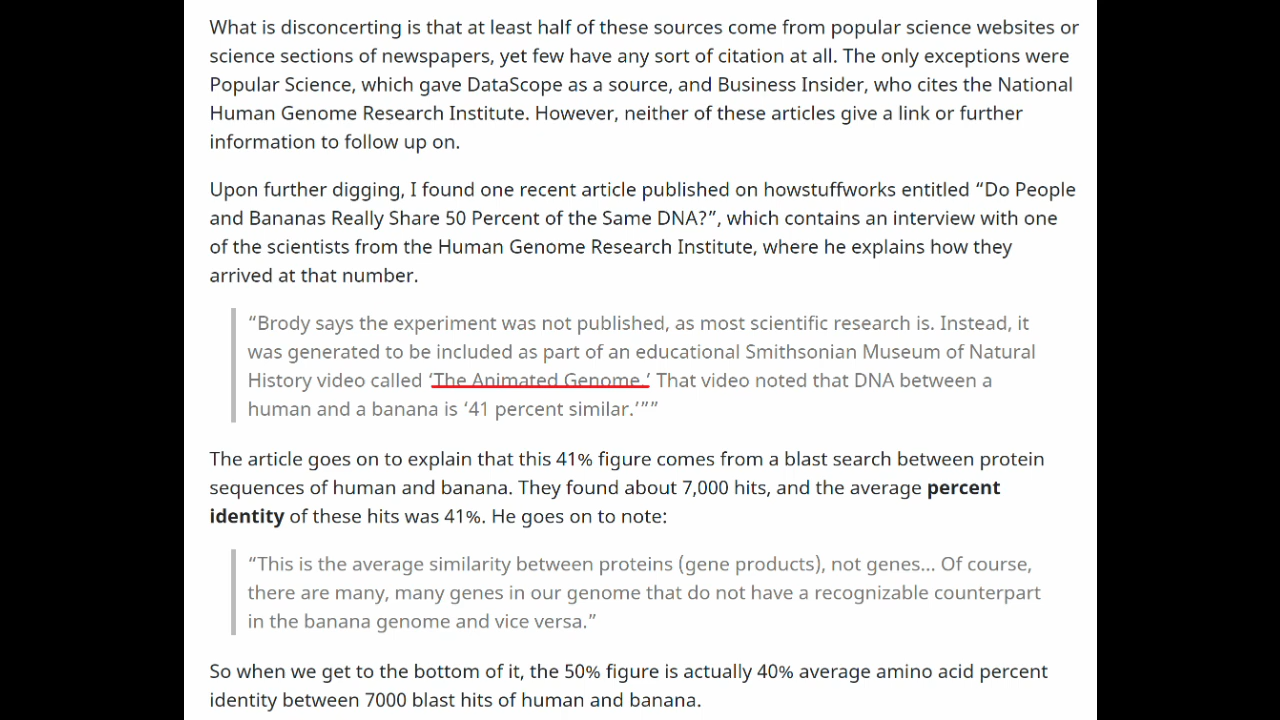 What is disconcerting is that at least half of these sources come from popular science websites or
science sections of newspapers, yet few have any sort of citation at all. The only exceptions were
Popular Science, which gave DataScope as a source, and Business Insider, who cites the National
Human Genome Research Institute. However, neither of these articles give a link or further
information to follow up on.
Upon further digging, I found one recent article published on howstuffworks entitled “Do People
and Bananas Really Share 50 Percent of the Same DNA?”, which contains an interview with one
of the scientists from the Human Genome Research Institute, where he explains how they
arrived at that number.
“Brody says the experiment was not published, as most scientific research is. Instead, it
was generated to be included as part of an educational Smithsonian Museum of Natural
History video called ‘The Animated Genome.’ That video noted that DNA between a
human and a banana is ‘41 percent similar.’””
The article goes on to explain that this 41% figure comes from a blast search between protein
sequences of human and banana. They found about 7,000 hits, and the average percent
identity of these hits was 41%. He goes on to note:
“This is the average similarity between proteins (gene products), not genes… Of course,
there are many, many genes in our genome that do not have a recognizable counterpart
in the banana genome and vice versa.”
So when we get to the bottom of it, the 50% figure is actually 40% average amino acid percent
identity between 7000 blast hits of human and banana.